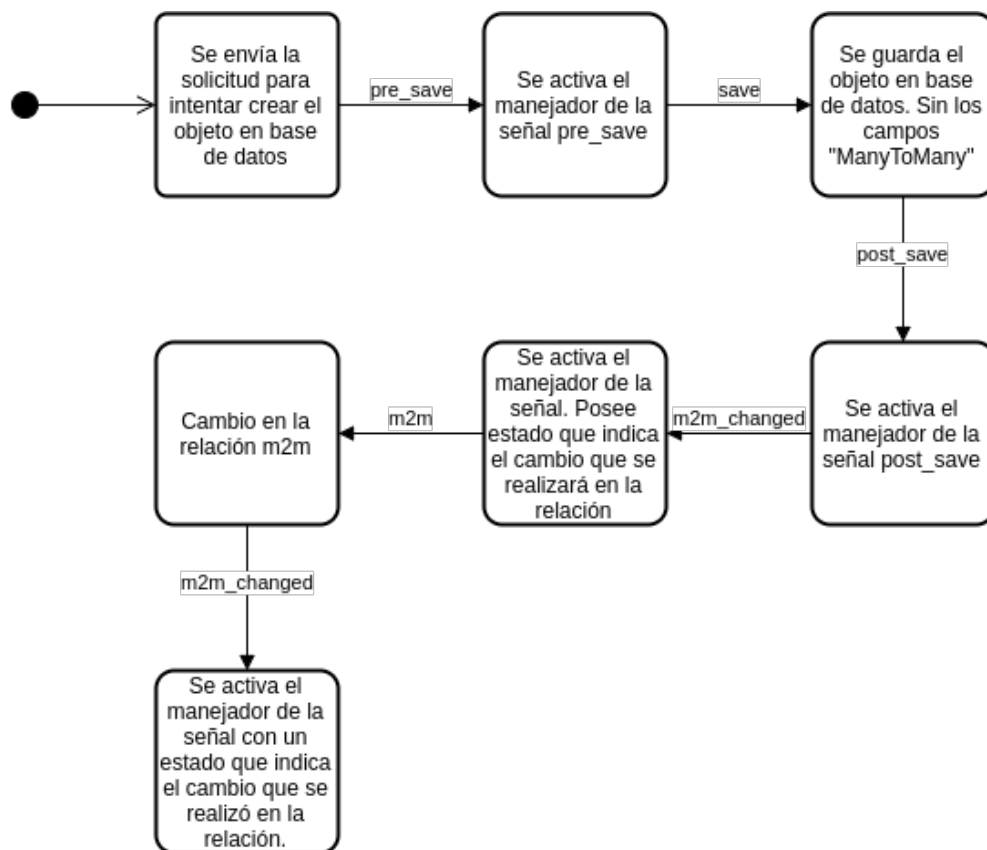 Se envía la
solicitud para
intentar crear el
objeto en base
de datos
pre_save
Se activa el
manejador de la
señal pre_save
save
Se guarda el
objeto en base
de datos. Sin los
campos
"ManyToMany"
post_save
Se activa el
manejador de la
señal post_save
m2m_changed
Se activa el
manejador de la
señal. Posee
estado que indica
el cambio que se
realizará en la
relación
m2m
Cambio en la
relación m2m
m2m_changed
Se activa el
manejador de la
señal con un
estado que indica
el cambio que se
realizó en la
relación.